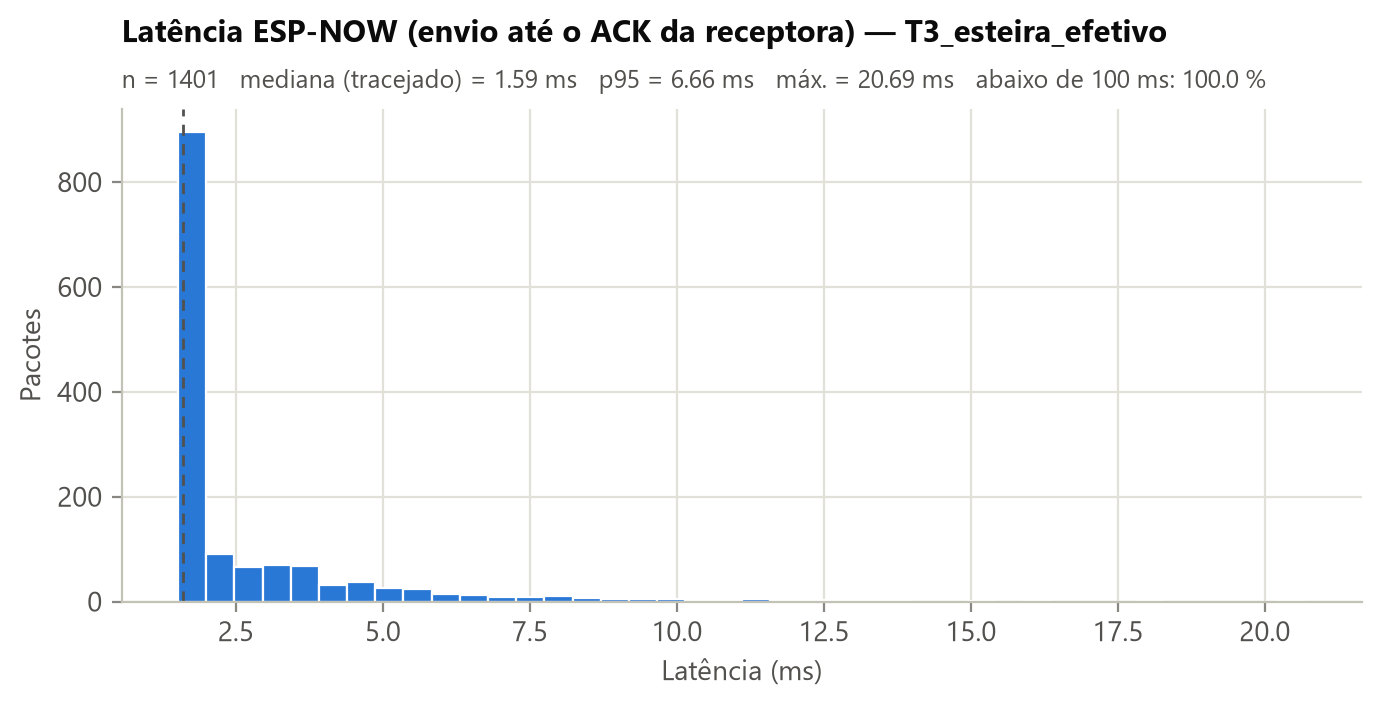 Latência ESP-NOW (envio até o ACK da receptora) — T3_esteira_efetivo
n = 1401   mediana (tracejado) = 1.59 ms   p95 = 6.66 ms   máx. = 20.69 ms   abaixo de 100 ms: 100.0 %
Pacotes
800
600
400
200
0
2.5 5.0 7.5 10.0 12.5 15.0 17.5 20.0
Latência (ms)